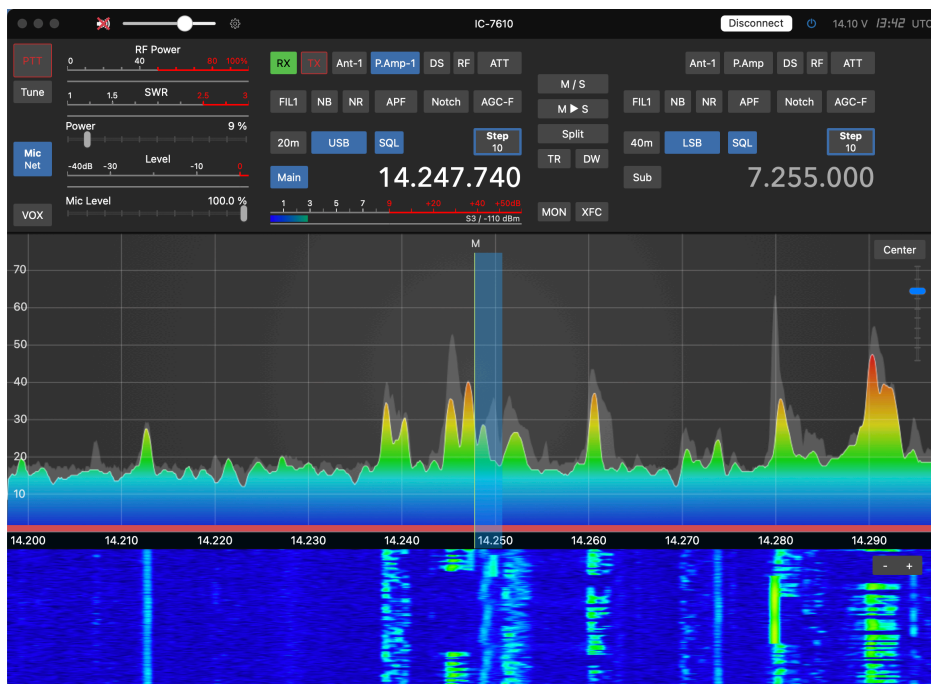 IC-7610
Disconnect
14.10 V
13:42 UTC
PTT
RF Power
0 40 80 100%
Tune
SWR
1 1.5 2.5 3
Power 9 %
Mic
Net
Level
-40dB -30 -10 0
Mic Level 100.0 %
VOX
RX TX Ant-1 P.Amp-1 DS RF ATT
FIL1 NB NR APF Notch AGC-F
20m USB SQL Step
10
Main 14.247.740
1 3 5 7 9 +20 +40 +50dB
S3 / -110 dBm
M / S
M ▶ S
Split
TR DW
MON XFC
Ant-1 P.Amp DS RF ATT
FIL1 NB NR APF Notch AGC-F
40m LSB SQL Step
10
Sub 7.255.000
M
Center
70
60
50
40
30
20
10
14.200 14.210 14.220 14.230 14.240 14.250 14.260 14.270 14.280 14.290
- +